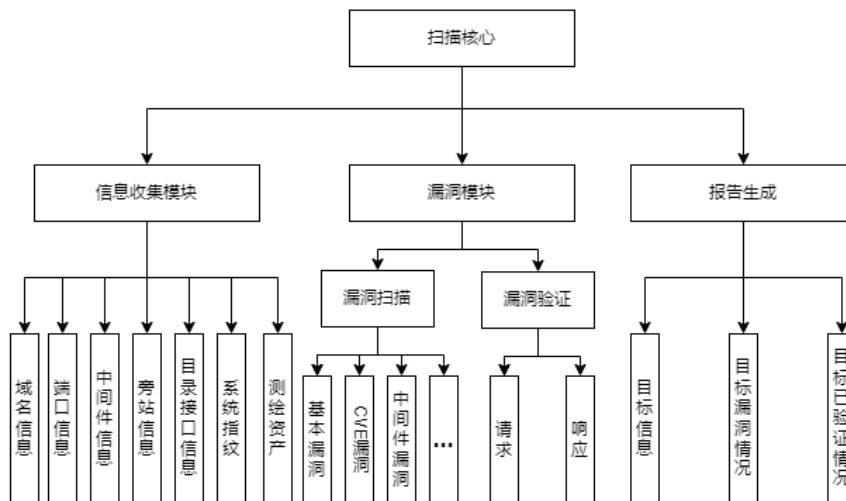 扫描核心
信息收集模块
漏洞模块
报告生成
漏洞扫描
漏洞验证
域名信息
端口信息
中间件信息
旁站信息
目录接口信息
系统指纹
测绘资产
基本漏洞
CVE漏洞
中间件漏洞
...
请求
响应
目标信息
目标漏洞情况
目标已验证情况